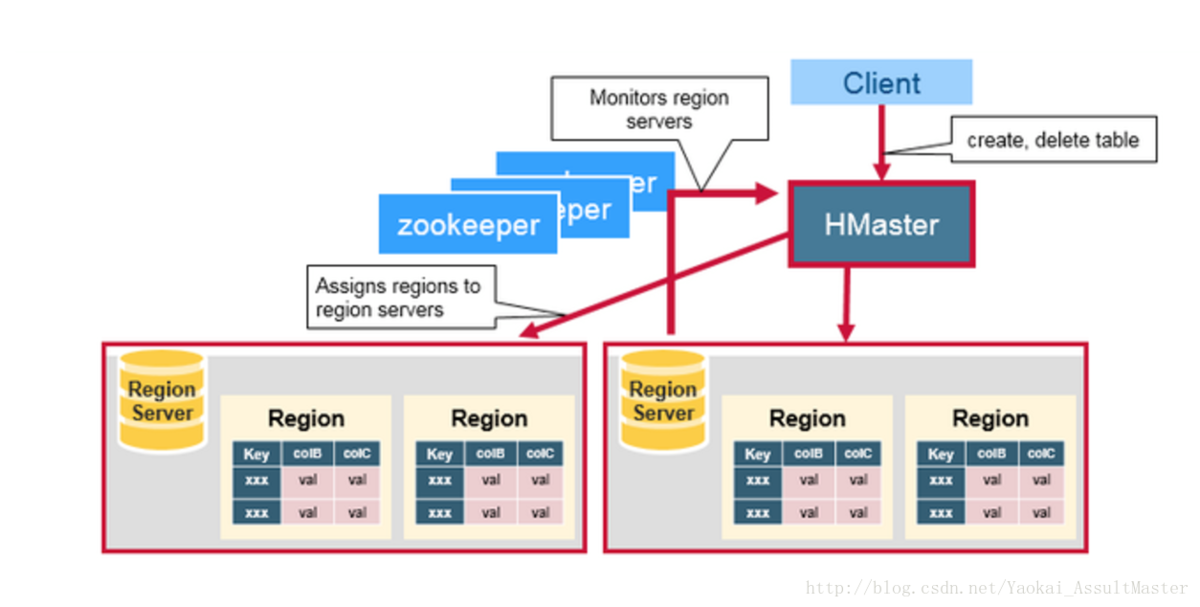 Client
Monitors region
servers
create, delete table
zookeeper
HMaster
Assigns regions to
region servers
Region
Server
Region
Key colB colC
xxx val val
xxx val val
Region
Key colB colC
xxx val val
xxx val val
Region
Server
Region
Key colB colC
xxx val val
xxx val val
Region
Key colB colC
xxx val val
xxx val val
http://blog.csdn.net/Yaokai_AssultMaster